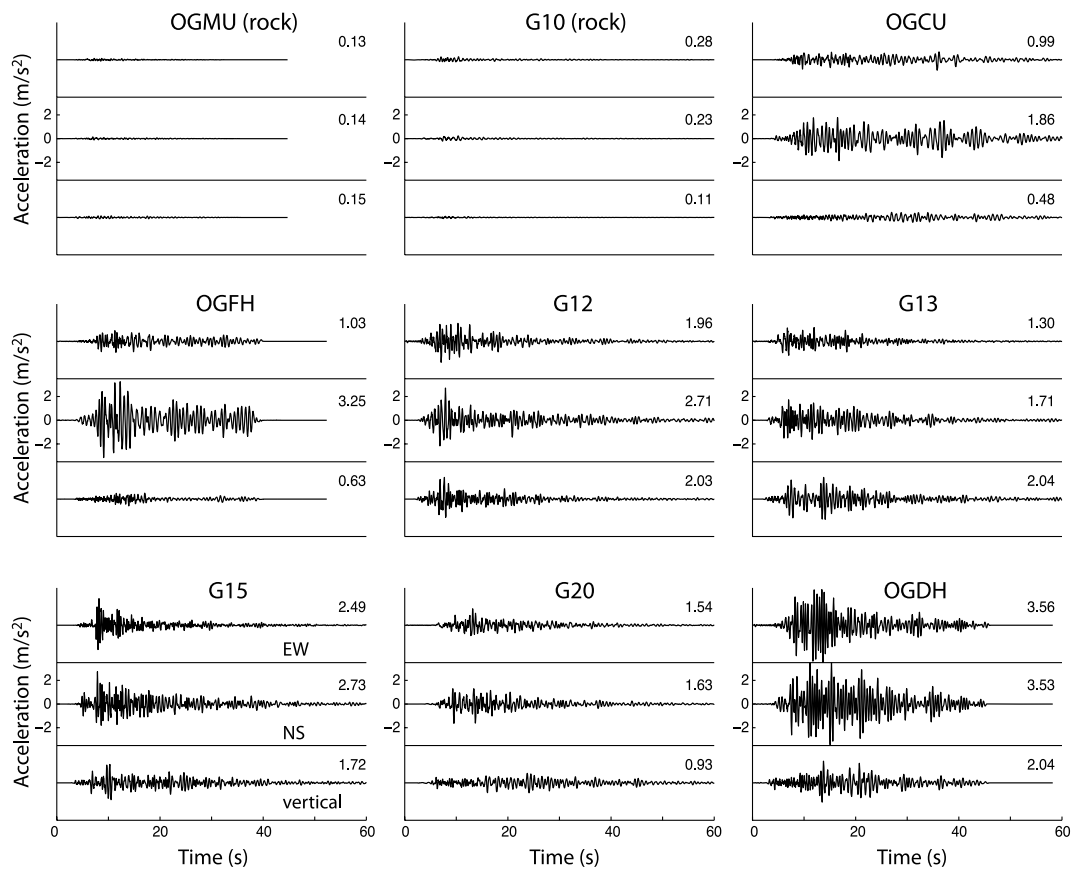 OGMU (rock)
G10 (rock)
OGCU
Acceleration (m/s²)
0.13
0.28
0.99
2
0
−2
0.14
2
0
−2
0.23
2
0
−2
1.86
0.15
0.11
0.48
OGFH
G12
G13
Acceleration (m/s²)
1.03
1.96
1.30
2
0
−2
3.25
2
0
−2
2.71
2
0
−2
1.71
0.63
2.03
2.04
G15
G20
OGDH
Acceleration (m/s²)
2.49
EW
1.54
3.56
2
0
−2
2.73
NS
2
0
−2
1.63
2
0
−2
3.53
1.72
vertical
0.93
2.04
0 20 40 60
0 20 40 60
0 20 40 60
Time (s)
Time (s)
Time (s)